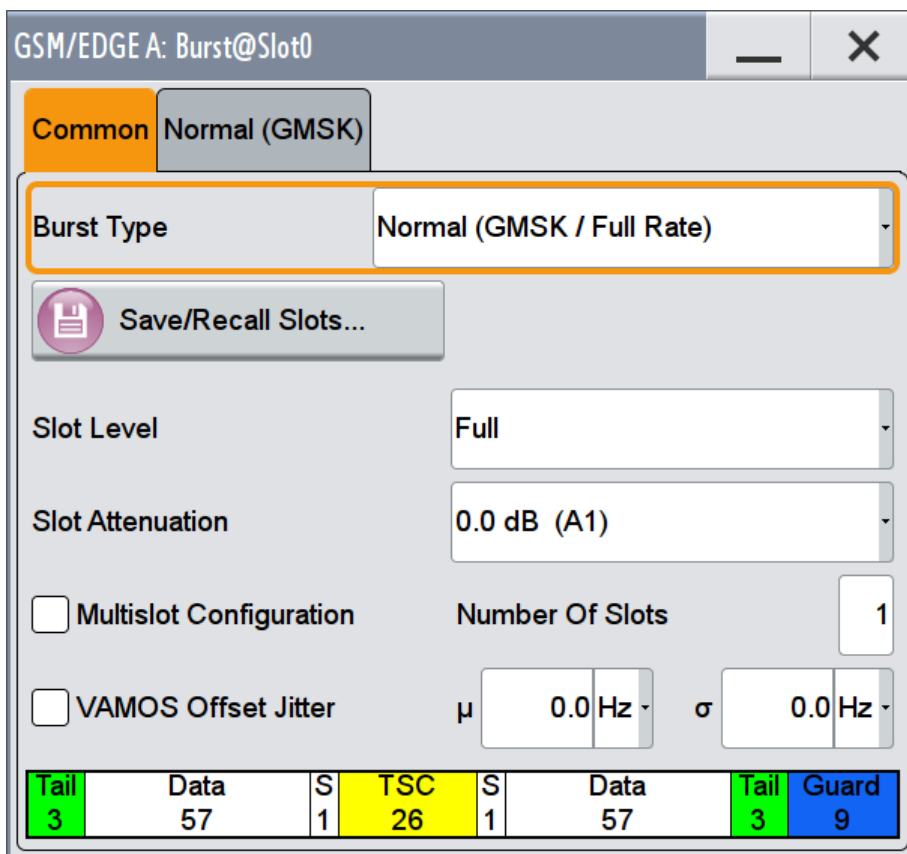 GSM/EDGE A: Burst@Slot0
Common Normal (GMSK)
Burst Type Normal (GMSK / Full Rate)
Save/Recall Slots...
Slot Level Full
Slot Attenuation 0.0 dB (A1)
Multislot Configuration Number Of Slots 1
VAMOS Offset Jitter μ 0.0 Hz σ 0.0 Hz
Tail Data S TSC S Data Tail Guard
3 57 1 26 1 57 3 9